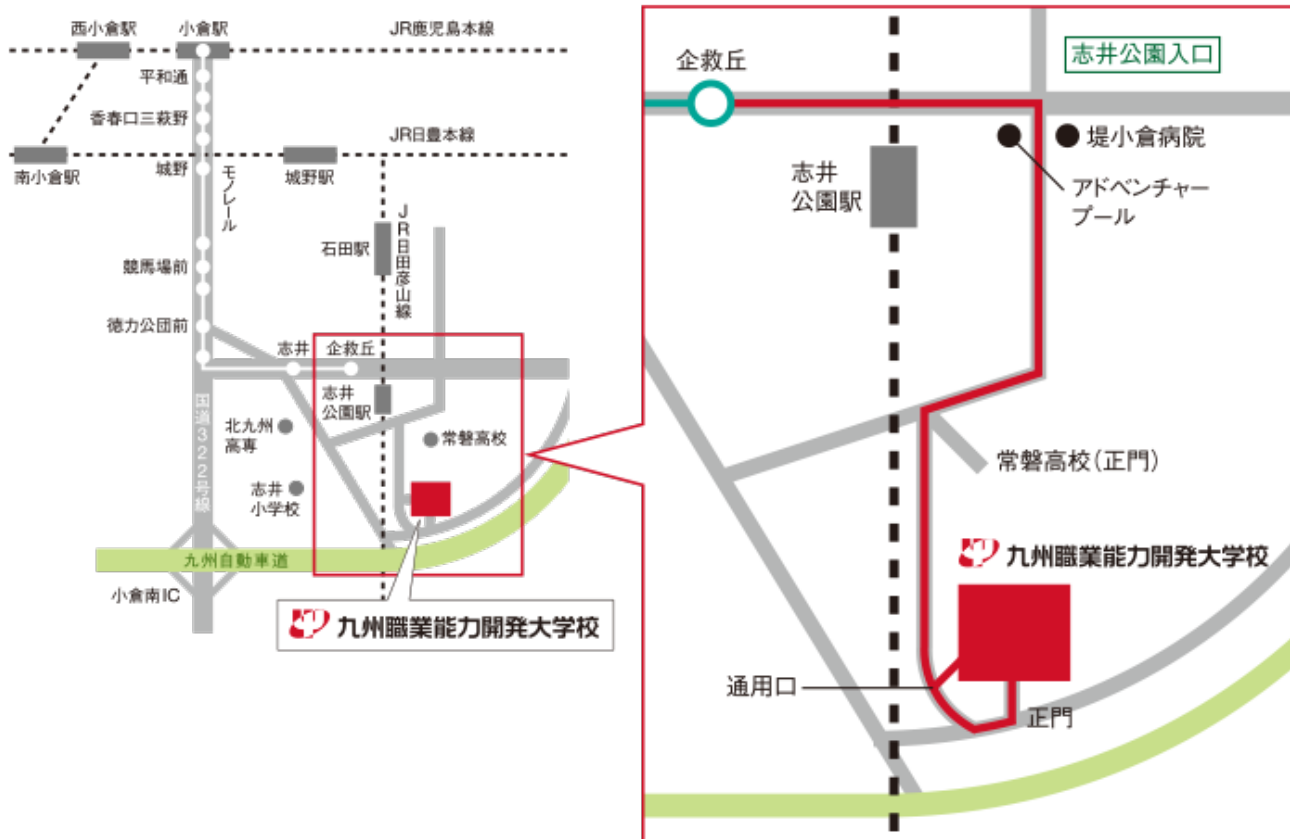 西小倉駅
小倉駅
JR鹿児島本線
平和通
香春口三萩野
JR日豊本線
南小倉駅
城野
モノレール
城野駅
石田駅
JR日田彦山線
競馬場前
徳力公団前
志井
企救丘
志井
公園駅
国道322号線
北九州
高専
常磐高校
志井
小学校
九州自動車道
小倉南IC
九州職業能力開発大学校
企救丘
志井公園入口
堤小倉病院
志井
公園駅
アドベンチャー
プール
常磐高校(正門)
九州職業能力開発大学校
通用口
正門